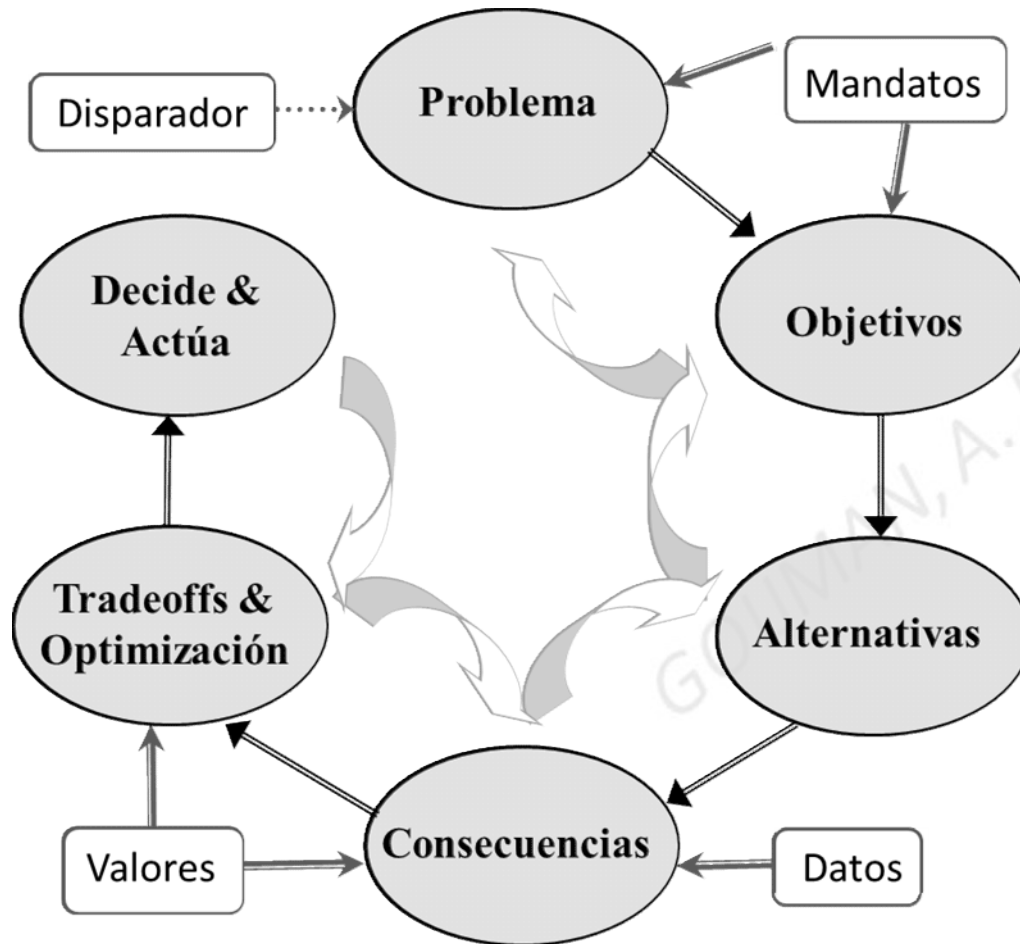 Problema
Mandatos
Disparador
Decide &
Actúa
Objetivos
Tradeoffs &
Optimización
Alternativas
Consecuencias
Valores
Datos